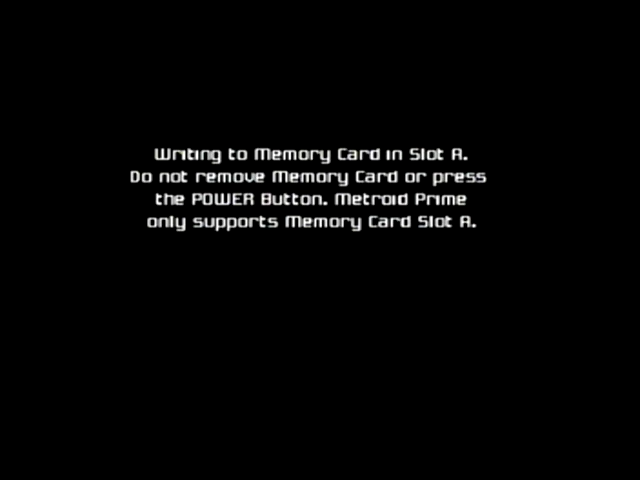 Writing to Memory Card in Slot A.
Do not remove Memory Card or press
the POWER Button. Metroid Prime
only supports Memory Card Slot A.